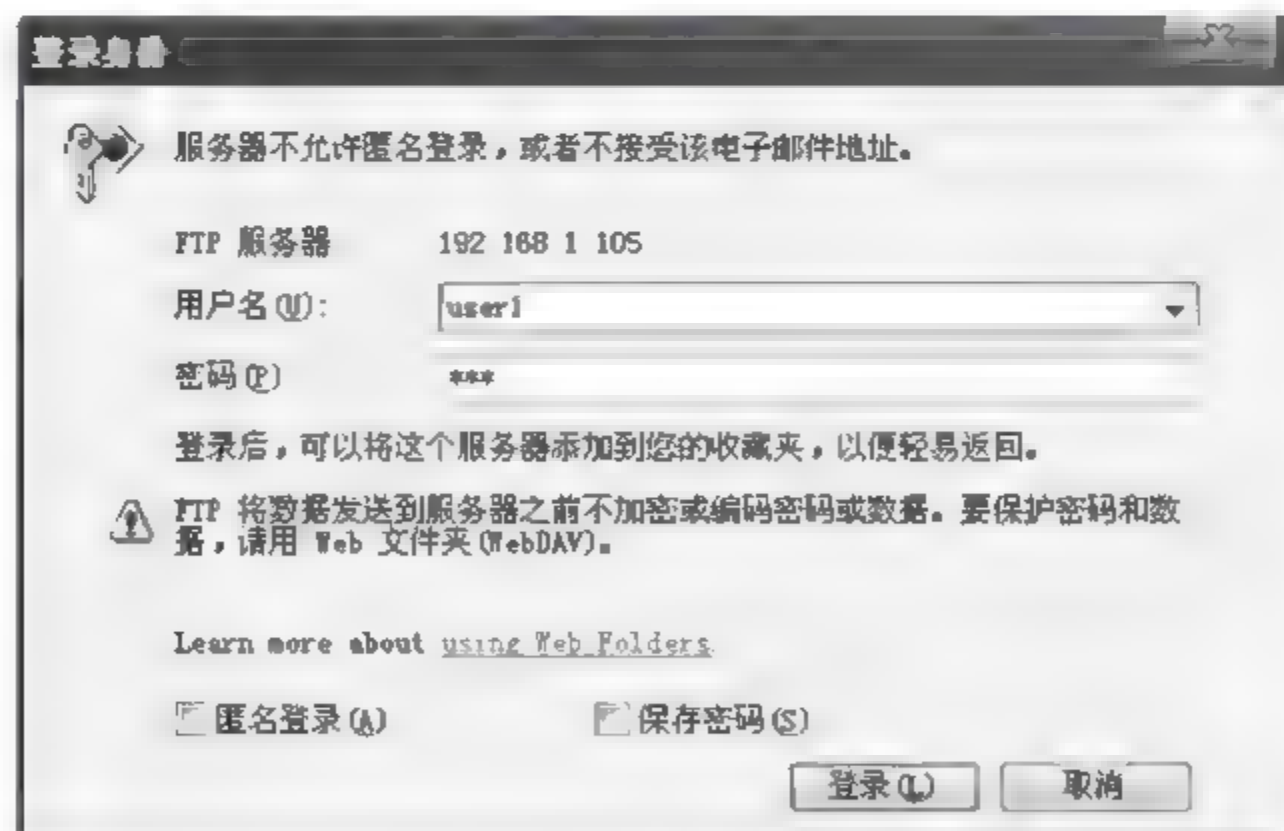 登录身份
服务器不允许匿名登录，或者不接受该电子邮件地址。
FTP 服务器 192 168 1 105
用户名(U): user1
密码(P) ***
登录后，可以将这个服务器添加到您的收藏夹，以便轻易返回。
FTP 将数据发送到服务器之前不加密或编码密码或数据。要保护密码和数
据，请用 Web 文件夹(WebDAV)。
Learn more about using Web Folders.
匿名登录(A) 保存密码(S)
登录(L) 取消